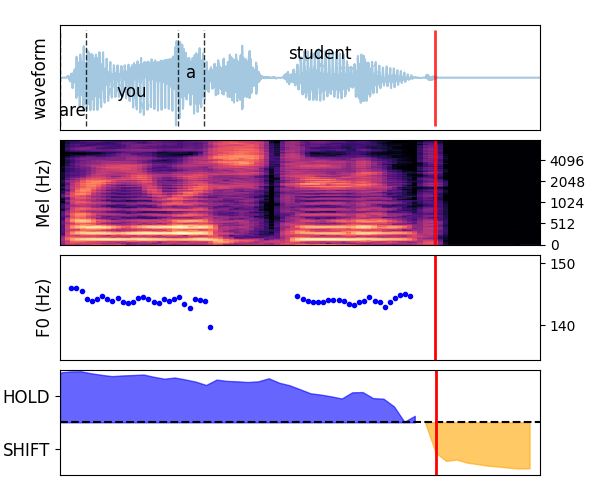 waveform
are
you
a
student
Mel (Hz)
4096
2048
1024
512
0
F0 (Hz)
150
140
HOLD
SHIFT